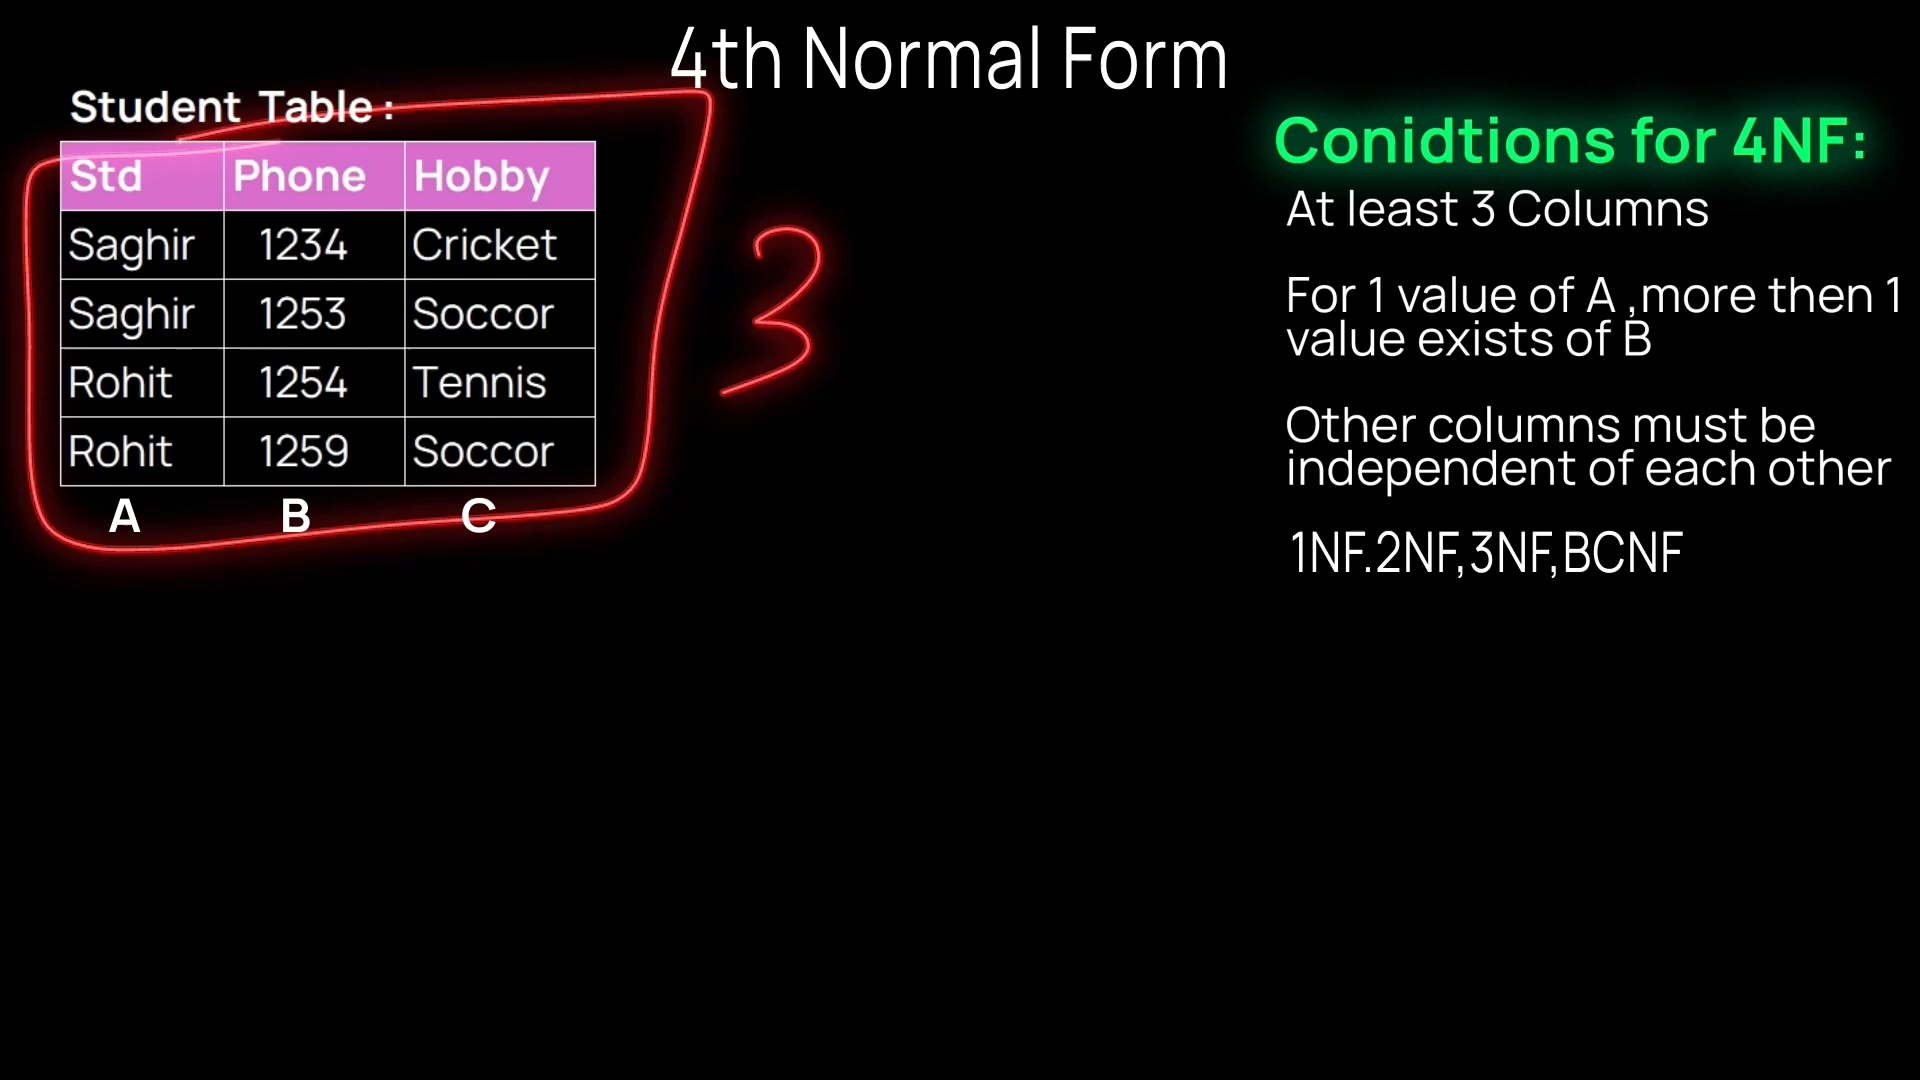 4th Normal Form
Student Table :
Std Phone Hobby
Saghir 1234 Cricket
Saghir 1253 Soccor
Rohit 1254 Tennis
Rohit 1259 Soccor
A B C
3
Conidtions for 4NF:
At least 3 Columns
For 1 value of A ,more then 1
value exists of B
Other columns must be
independent of each other
1NF.2NF,3NF,BCNF